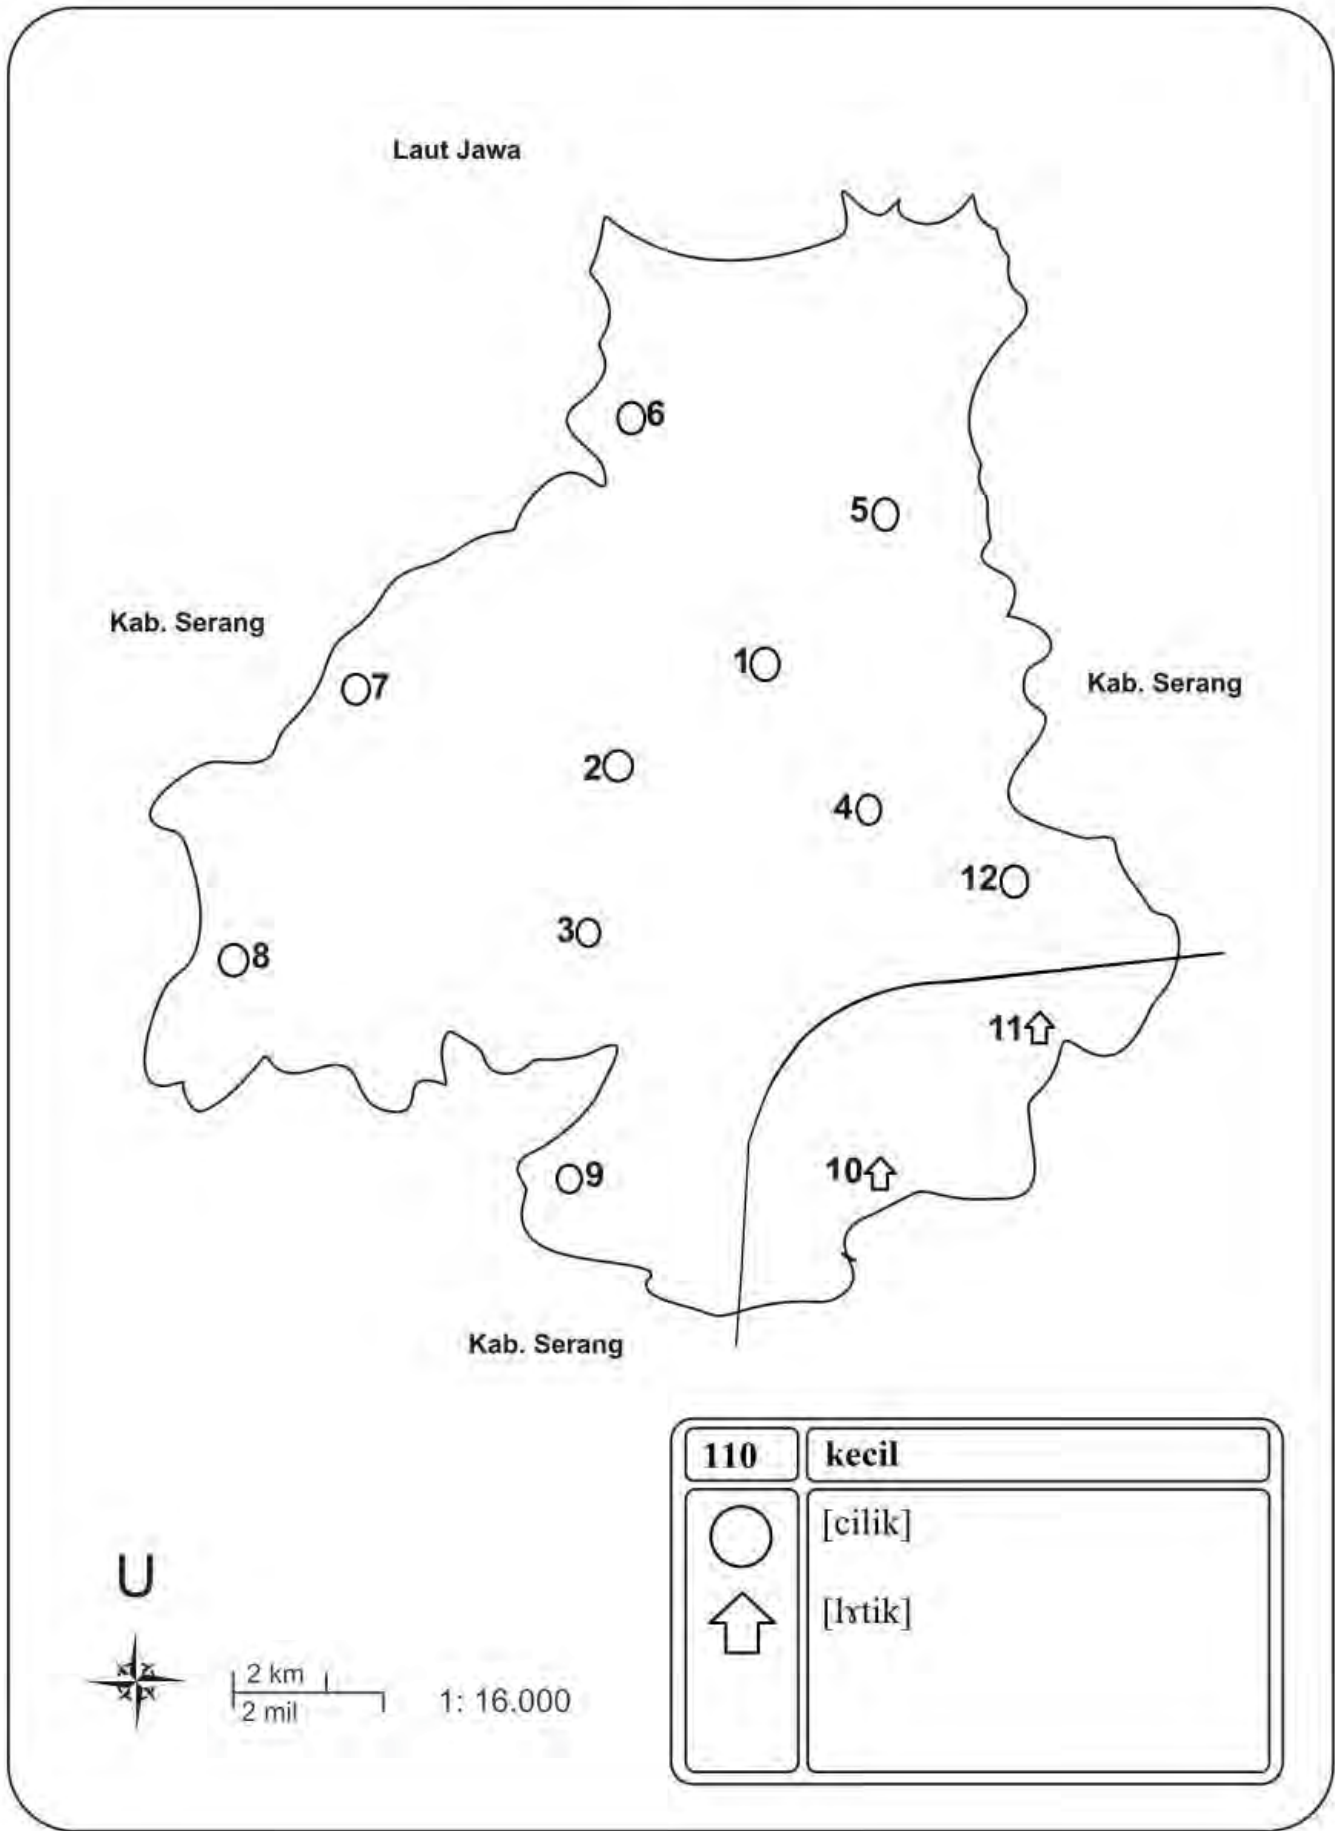 Laut Jawa
6
5
Kab. Serang
1
Kab. Serang
7
2
4
12
3
8
11
10
9
Kab. Serang
110 kecil
[cilik]
[lɤtik]
U
2 km
2 mil
1: 16.000